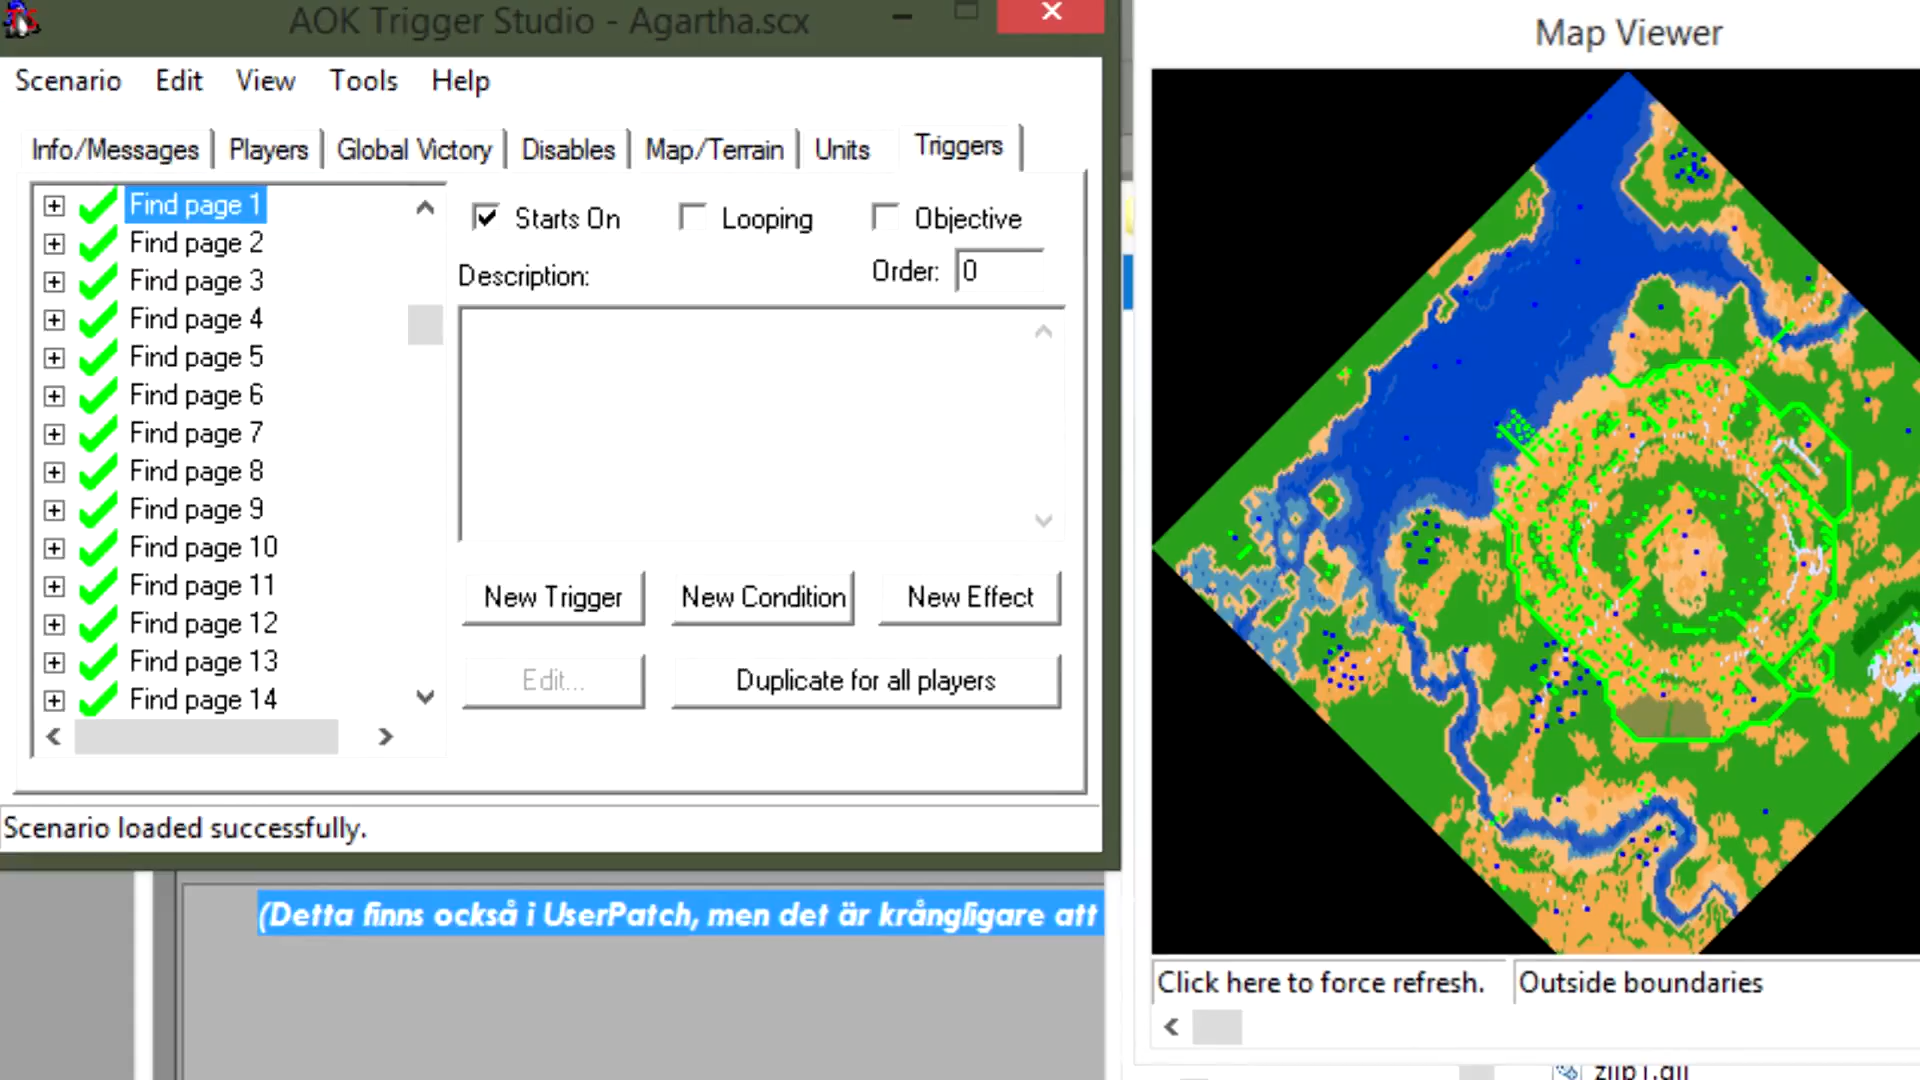 AOK Trigger Studio - Agartha.scx
Scenario Edit View Tools Help
Info/Messages Players Global Victory Disables Map/Terrain Units Triggers
Find page 1
Find page 2
Find page 3
Find page 4
Find page 5
Find page 6
Find page 7
Find page 8
Find page 9
Find page 10
Find page 11
Find page 12
Find page 13
Find page 14
Starts On Looping Objective
Description: Order: 0
New Trigger New Condition New Effect
Edit... Duplicate for all players
Scenario loaded successfully.
(Detta finns också i UserPatch, men det är krångligare att
Map Viewer
Click here to force refresh. Outside boundaries
zlib1.dll